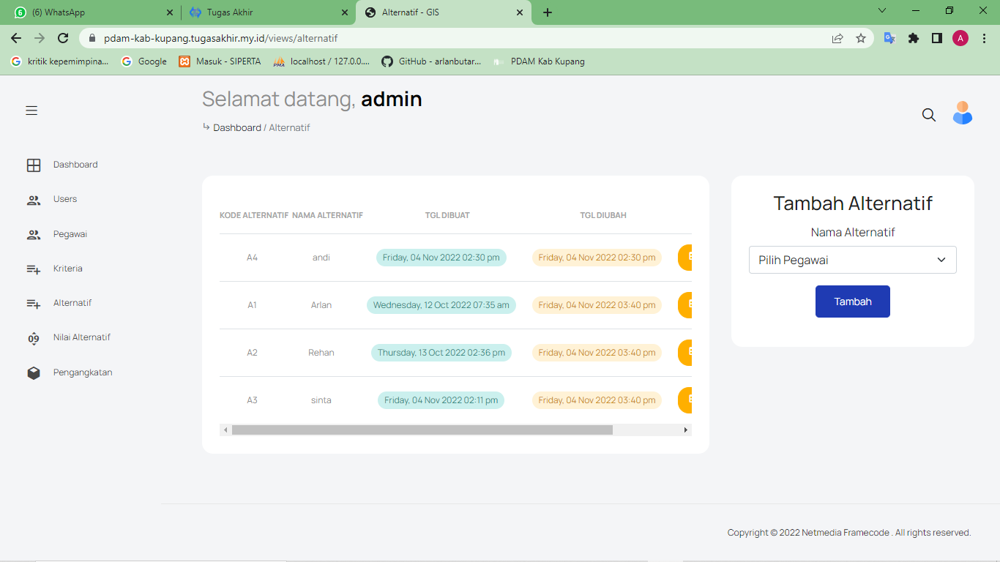 (6) WhatsApp
Tugas Akhir
Alternatif - GIS
pdam-kab-kupang.tugasakhir.my.id/views/alternatif
A
kritik kepemimpina...
Google
Masuk - SIPERTA
localhost / 127.0.0....
GitHub - arlanbutar...
PDAM Kab Kupang
Selamat datang, admin
Dashboard / Alternatif
Dashboard
Users
Pegawai
Kriteria
Alternatif
Nilai Alternatif
Pengangkatan
KODE ALTERNATIF NAMA ALTERNATIF TGL DIBUAT TGL DIUBAH
A4 andi Friday, 04 Nov 2022 02:30 pm Friday, 04 Nov 2022 02:30 pm
A1 Arlan Wednesday, 12 Oct 2022 07:35 am Friday, 04 Nov 2022 03:40 pm
A2 Rehan Thursday, 13 Oct 2022 02:36 pm Friday, 04 Nov 2022 03:40 pm
A3 sinta Friday, 04 Nov 2022 02:11 pm Friday, 04 Nov 2022 03:40 pm
Tambah Alternatif
Nama Alternatif
Pilih Pegawai
Tambah
Copyright © 2022 Netmedia Framecode . All rights reserved.